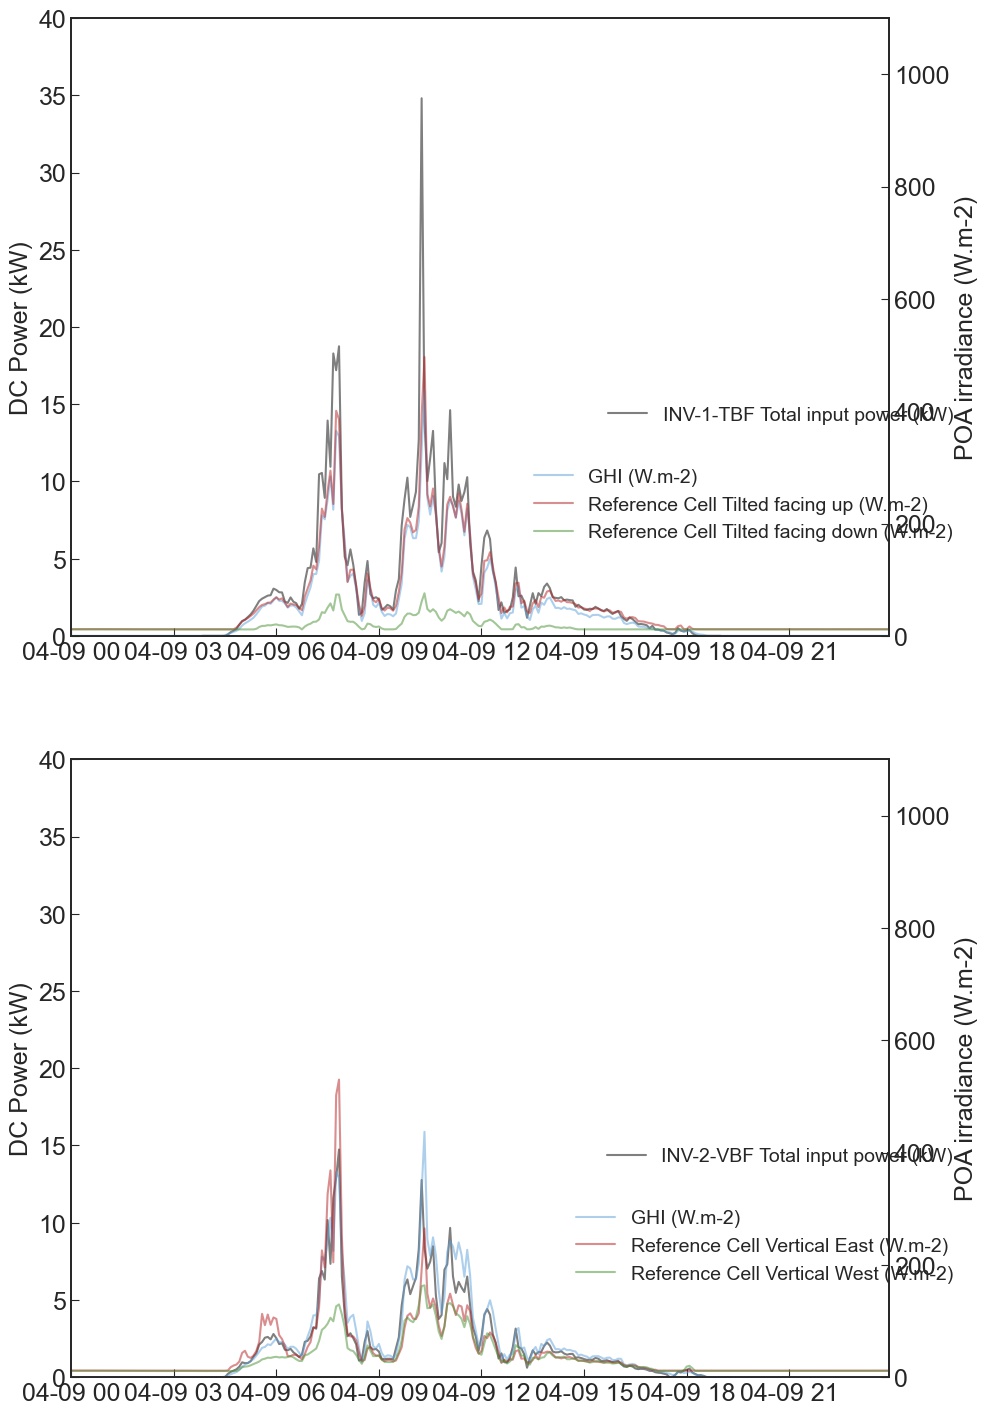 40
35
30
25
20
15
10
5
0
DC Power (kW)
1000
800
600
400
200
0
POA irradiance (W.m-2)
INV-1-TBF Total input power (kW)
GHI (W.m-2)
Reference Cell Tilted facing up (W.m-2)
Reference Cell Tilted facing down (W.m-2)
04-09 00 04-09 03 04-09 06 04-09 09 04-09 12 04-09 15 04-09 18 04-09 21
40
35
30
25
20
15
10
5
0
DC Power (kW)
1000
800
600
400
200
0
POA irradiance (W.m-2)
INV-2-VBF Total input power (kW)
GHI (W.m-2)
Reference Cell Vertical East (W.m-2)
Reference Cell Vertical West (W.m-2)
04-09 00 04-09 03 04-09 06 04-09 09 04-09 12 04-09 15 04-09 18 04-09 21